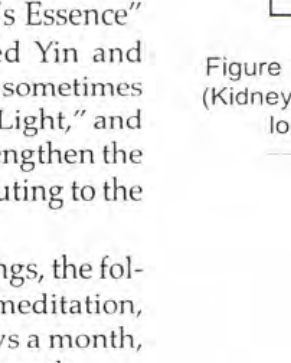 's Essence"
ed Yin and
sometimes
Light," and
engthen the
uting to the
ngs, the fol-
meditation,
ys a month,
Figure
(Kidney
lo